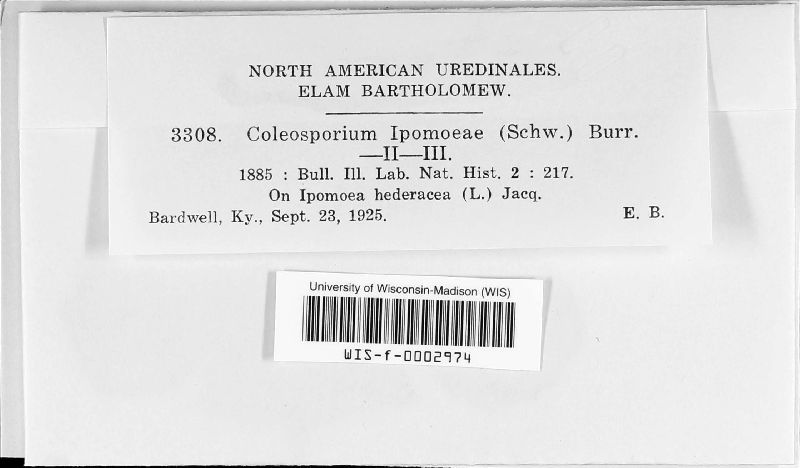 NORTH AMERICAN UREDINALES.
ELAM BARTHOLOMEW.
3308. Coleosporium Ipomoeae (Schw.) Burr.
—II—III.
1885 : Bull. Ill. Lab. Nat. Hist. 2 : 217.
On Ipomoea hederacea (L.) Jacq.
Bardwell, Ky., Sept. 23, 1925. E. B.
University of Wisconsin-Madison (WIS)
WIS-f-0002974